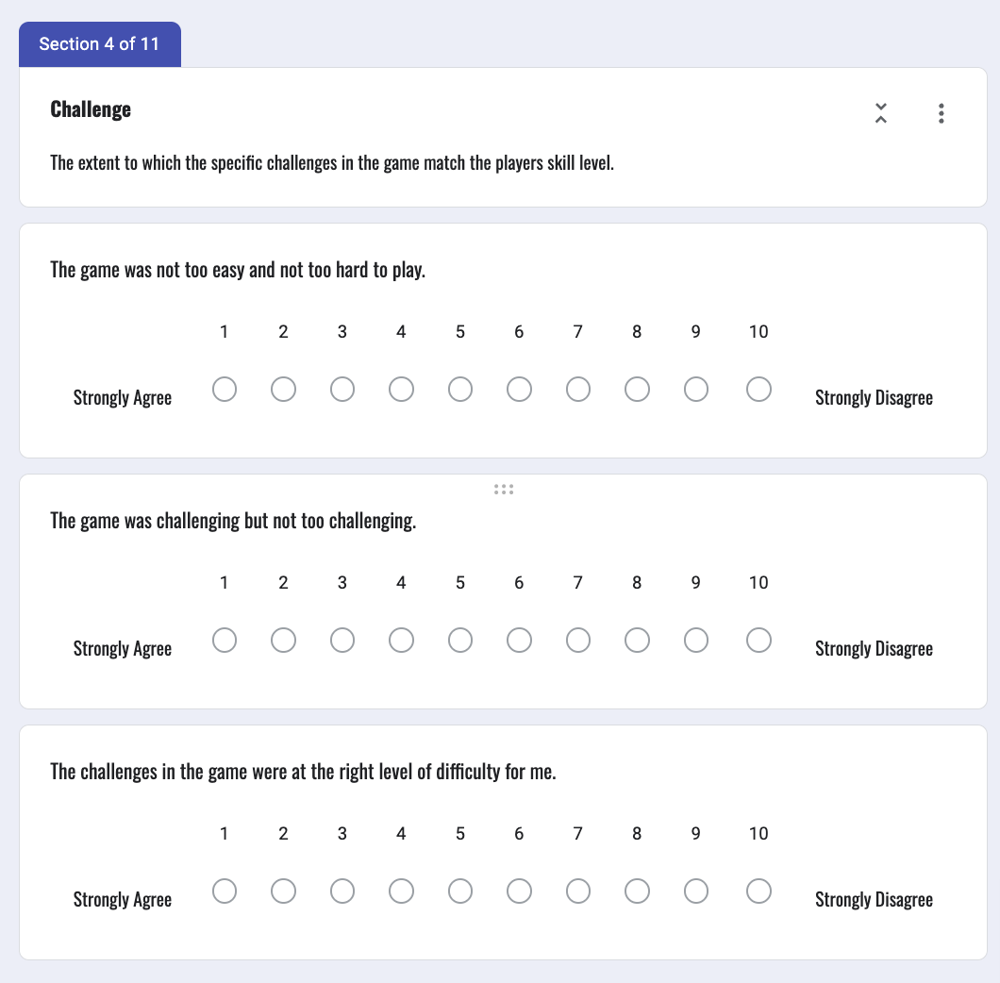 Section 4 of 11
Challenge
The extent to which the specific challenges in the game match the players skill level.
The game was not too easy and not too hard to play.
1 2 3 4 5 6 7 8 9 10
Strongly Agree Strongly Disagree
The game was challenging but not too challenging.
1 2 3 4 5 6 7 8 9 10
Strongly Agree Strongly Disagree
The challenges in the game were at the right level of difficulty for me.
1 2 3 4 5 6 7 8 9 10
Strongly Agree Strongly Disagree